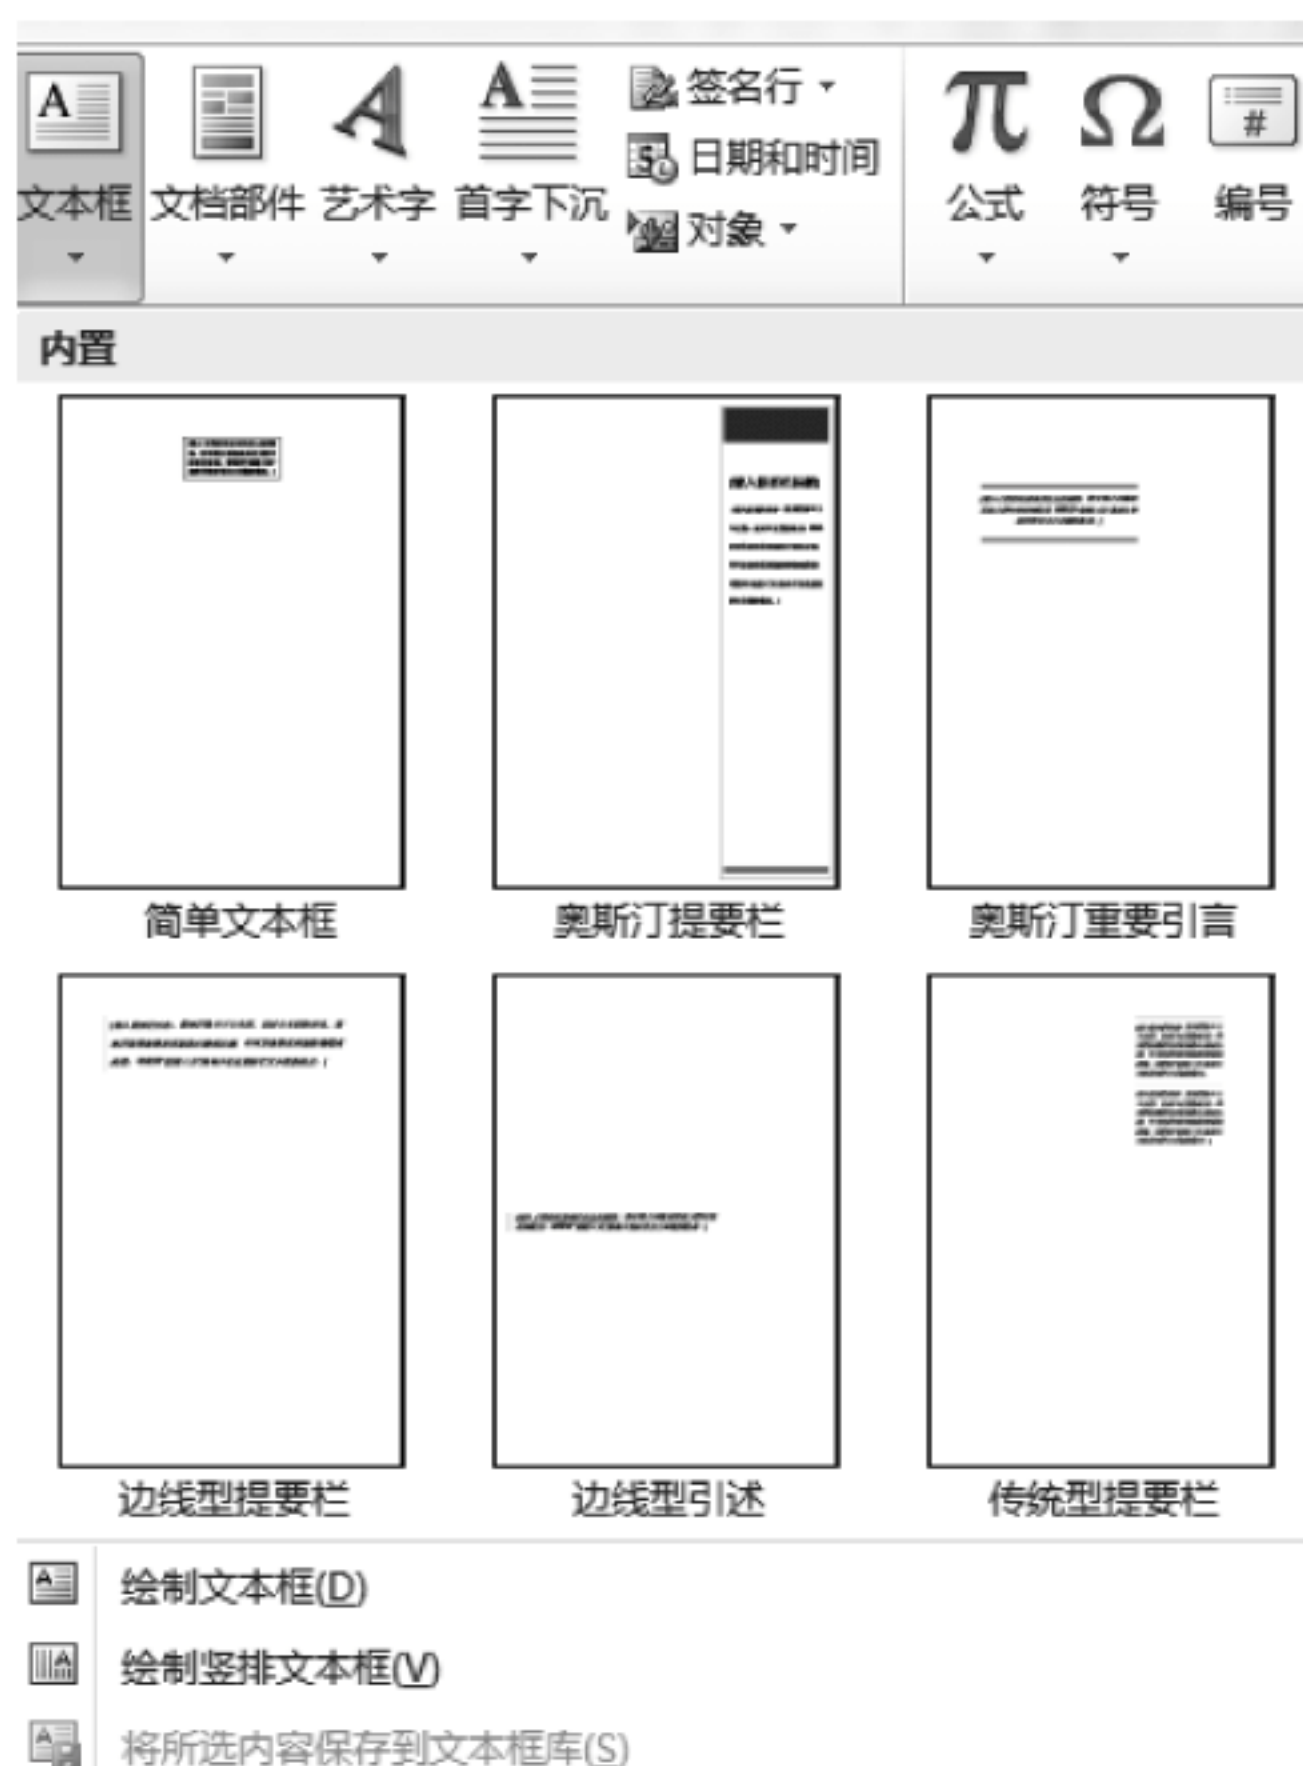 签名行
日期和时间
对象
文本框 文档部件 艺术字 首字下沉 公式 符号 编号
内置
简单文本框 奥斯汀提要栏 奥斯汀重要引言
边线型提要栏 边线型引述 传统型提要栏
绘制文本框(D)
绘制竖排文本框(V)
将所选内容保存到文本框库(S)